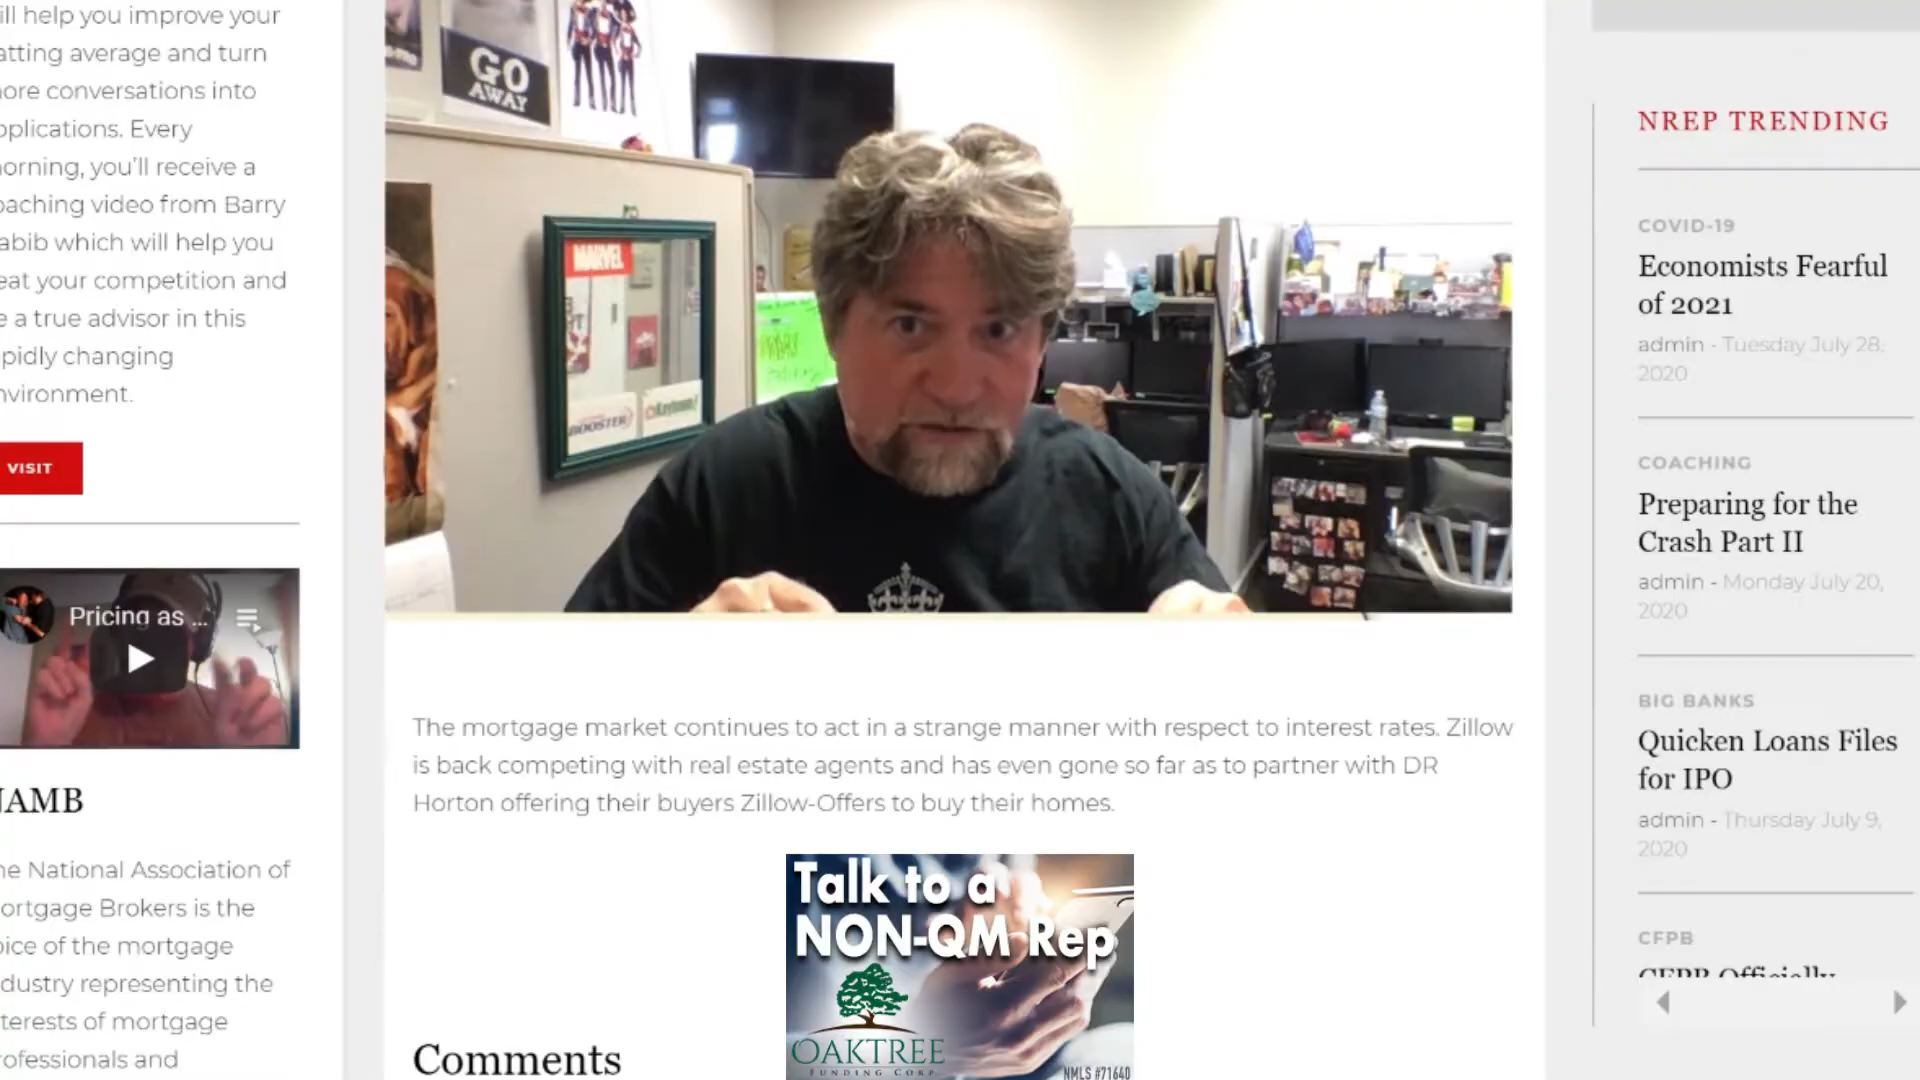 ill help you improve your
atting average and turn
ore conversations into
pplications. Every
orning, you'll receive a
oaching video from Barry
abib which will help you
eat your competition and
e a true advisor in this
pidly changing
nvironment.
VISIT
Pricing as ...
AMB
he National Association of
ortgage Brokers is the
oice of the mortgage
dustry representing the
terests of mortgage
rofessionals and
GO
AWAY
MARVEL
BOOSTER
The mortgage market continues to act in a strange manner with respect to interest rates. Zillow
is back competing with real estate agents and has even gone so far as to partner with DR
Horton offering their buyers Zillow-Offers to buy their homes.
Talk to a
NON-QM Rep
OAKTREE
FUNDING CORP
NMLS #71640
Comments
NREP TRENDING
COVID-19
Economists Fearful
of 2021
admin - Tuesday July 28,
2020
COACHING
Preparing for the
Crash Part II
admin - Monday July 20,
2020
BIG BANKS
Quicken Loans Files
for IPO
admin - Thursday July 9,
2020
CFPB
CFPB Officially